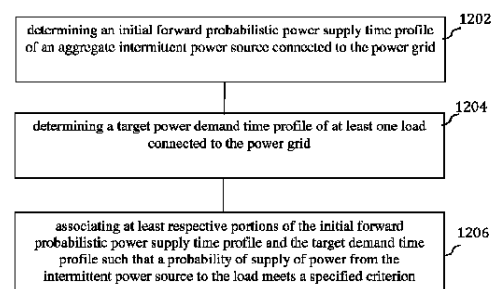 determining an initial forward probabilistic power supply time profile
of an aggregate intermittent power source connected to the power grid
1202
determining a target power demand time profile of at least one load
connected to the power grid
1204
associating at least respective portions of the initial forward
probabilistic power supply time profile and the target demand time
profile such that a probability of supply of power from the
intermittent power source to the load meets a specified criterion
1206